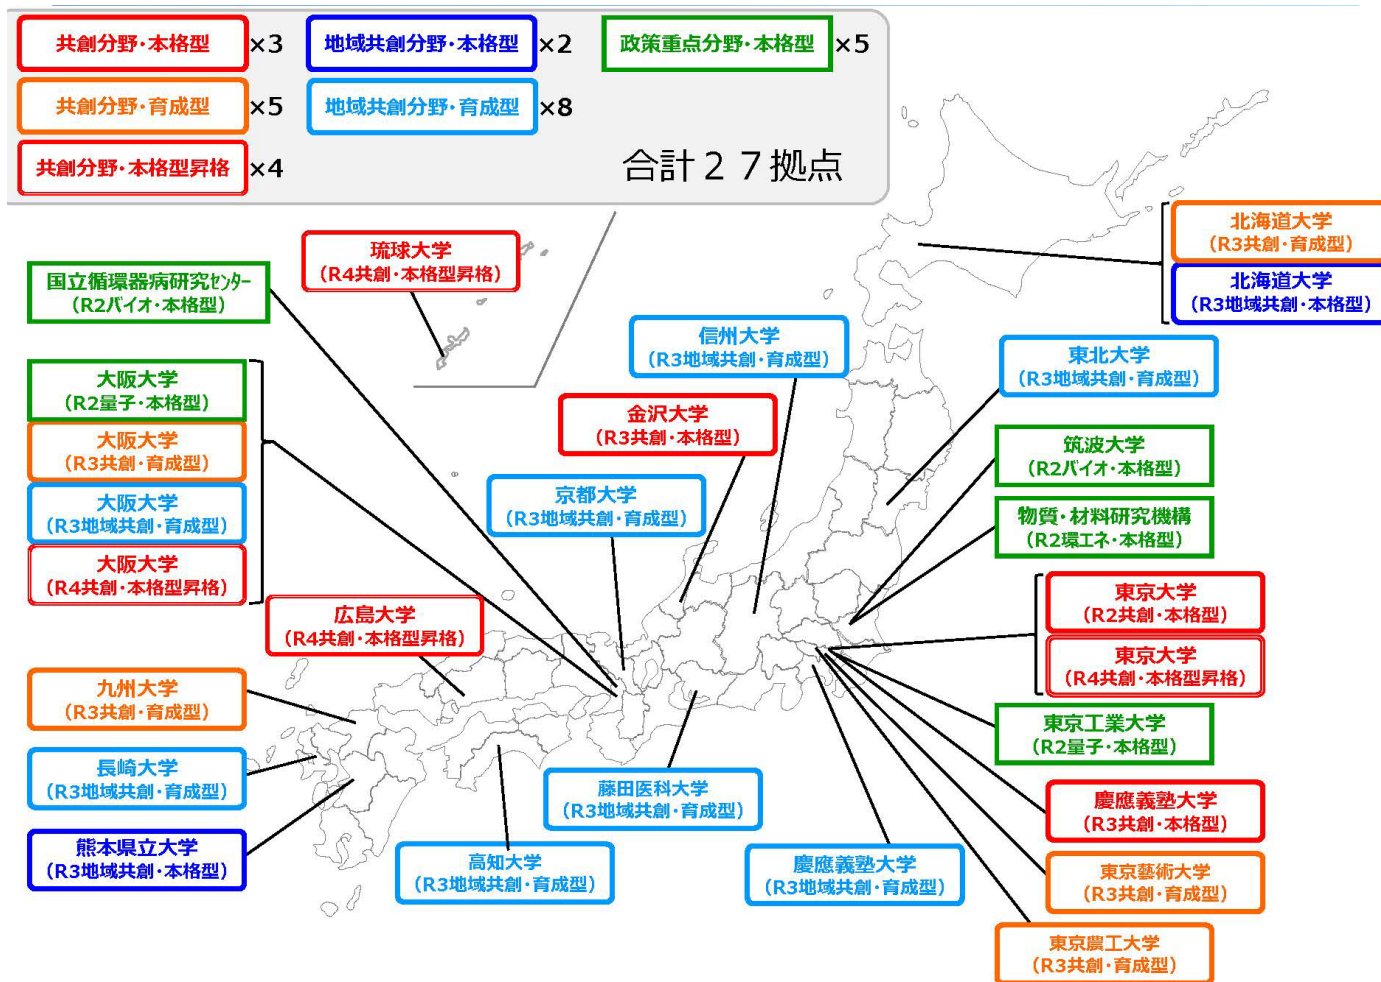 共創分野・本格型 ×3
地域共創分野・本格型 ×2
政策重点分野・本格型 ×5
共創分野・育成型 ×5
地域共創分野・育成型 ×8
共創分野・本格型昇格 ×4
合計27拠点
北海道大学
(R3共創・育成型)
北海道大学
(R3地域共創・本格型)
琉球大学
(R4共創・本格型昇格)
国立循環器病研究センター
(R2バイオ・本格型)
信州大学
(R3地域共創・育成型)
東北大学
(R3地域共創・育成型)
大阪大学
(R2量子・本格型)
大阪大学
(R3共創・育成型)
大阪大学
(R3地域共創・育成型)
大阪大学
(R4共創・本格型昇格)
金沢大学
(R3共創・本格型)
筑波大学
(R2バイオ・本格型)
京都大学
(R3地域共創・育成型)
物質・材料研究機構
(R2環エネ・本格型)
東京大学
(R2共創・本格型)
東京大学
(R4共創・本格型昇格)
広島大学
(R4共創・本格型昇格)
九州大学
(R3共創・育成型)
東京工業大学
(R2量子・本格型)
長崎大学
(R3地域共創・育成型)
藤田医科大学
(R3地域共創・育成型)
慶應義塾大学
(R3共創・本格型)
熊本県立大学
(R3地域共創・本格型)
高知大学
(R3地域共創・育成型)
慶應義塾大学
(R3地域共創・育成型)
東京藝術大学
(R3共創・育成型)
東京農工大学
(R3共創・育成型)